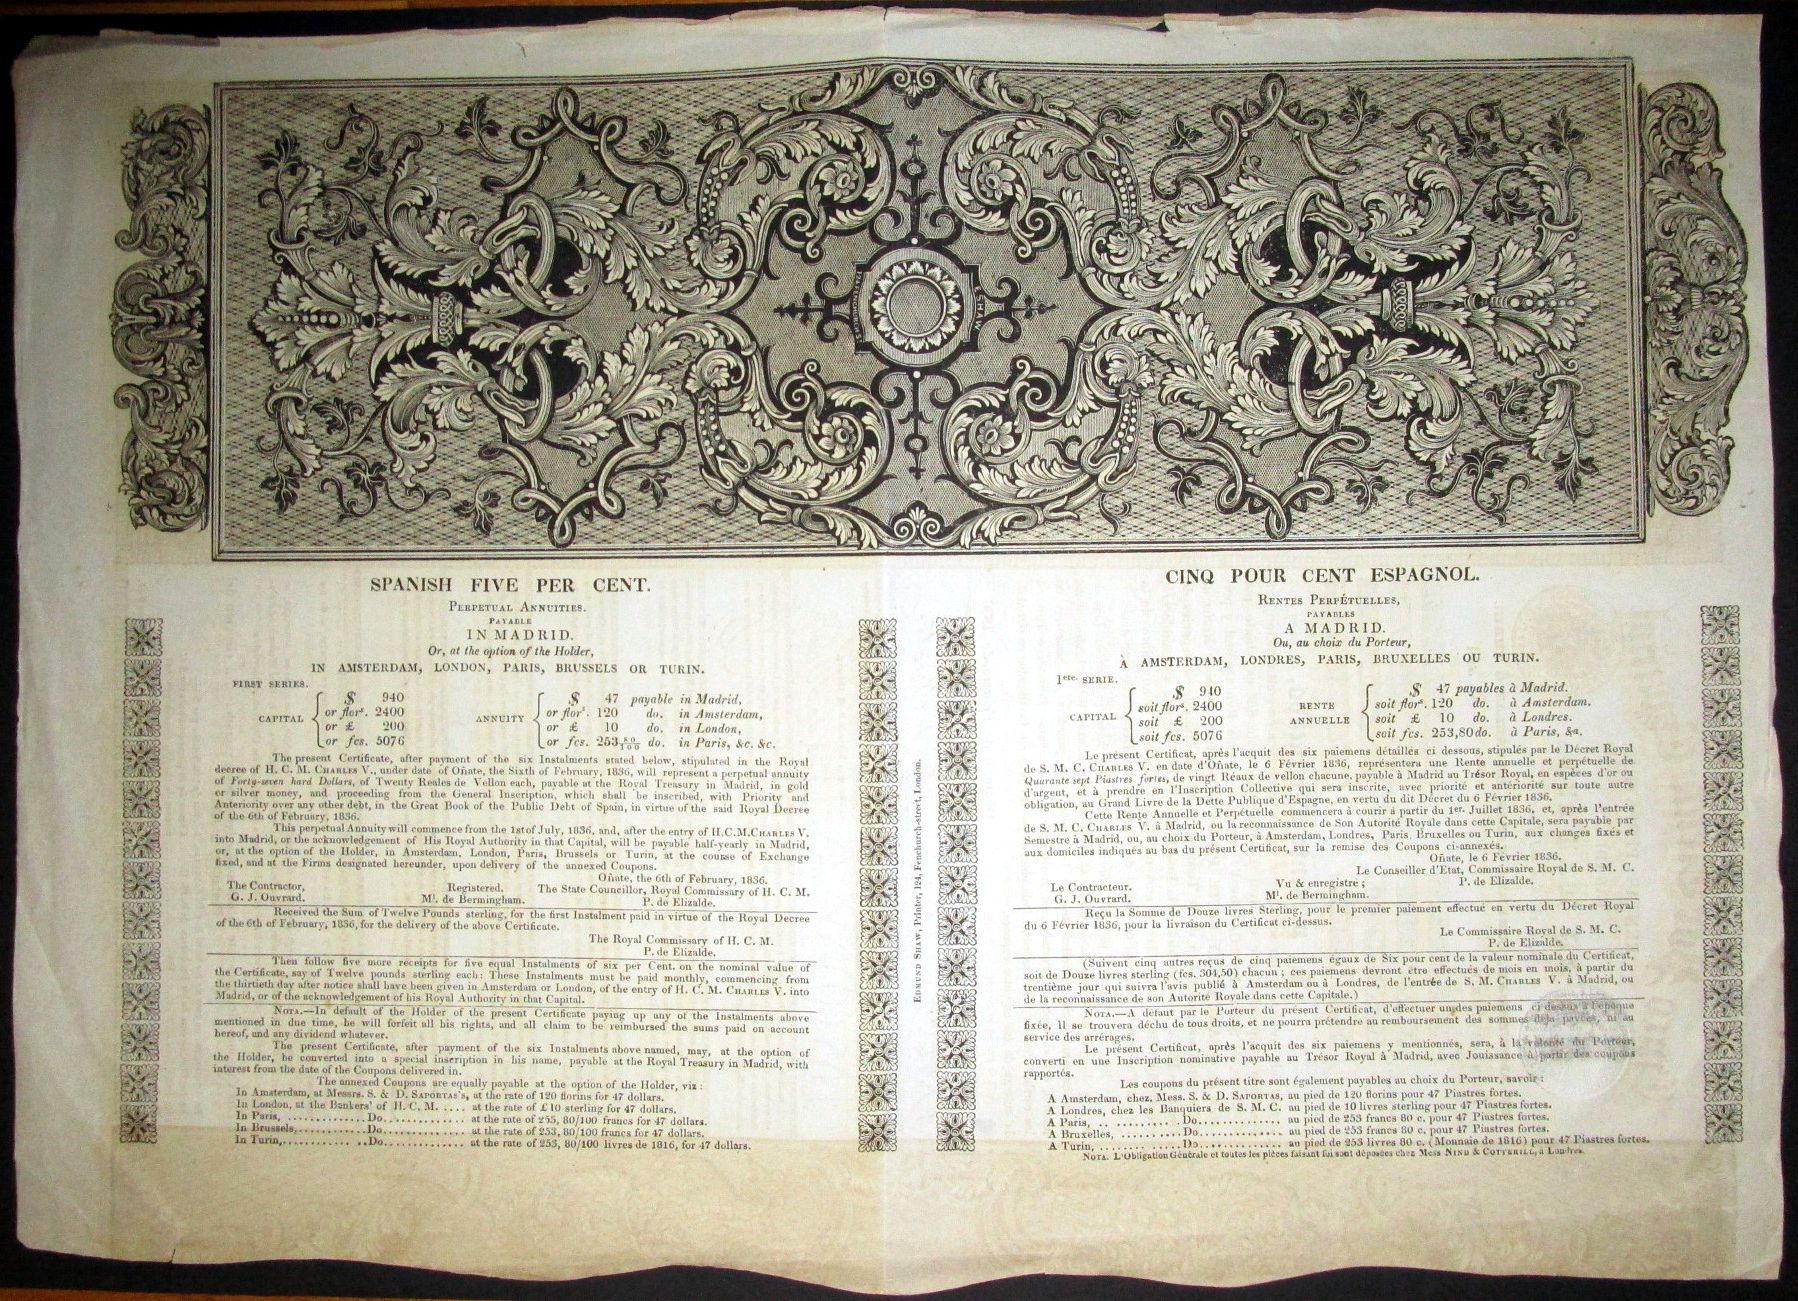 SHAW
SPANISH FIVE PER CENT.
PERPETUAL ANNUITIES.
PAYABLE
IN MADRID.
Or, at the option of the Holder,
IN AMSTERDAM, LONDON, PARIS, BRUSSELS OR TURIN.
FIRST SERIES.
CAPITAL
$ 940
or florˢ. 2400
or £ 200
or fcs. 5076
ANNUITY
$ 47 payable in Madrid,
or florˢ. 120 do. in Amsterdam,
or £ 10 do. in London,
or fcs. 253 80/100 do. in Paris, &c. &c.
The present Certificate, after payment of the six Instalments stated below, stipulated in the Royal
decree of H. C. M. CHARLES V., under date of Oñate, the Sixth of February, 1836, will represent a perpetual annuity
of Forty-seven hard Dollars, of Twenty Reales de Vellon each, payable at the Royal Treasury in Madrid, in gold
or silver money, and proceeding from the General Inscription, which shall be inscribed, with Priority and
Anteriority over any other debt, in the Great Book of the Public Debt of Spain, in virtue of the said Royal Decree
of the 6th of February, 1836.
This perpetual Annuity will commence from the 1st of July, 1836, and, after the entry of H.C.M. CHARLES V.
into Madrid, or the acknowledgement of His Royal Authority in that Capital, will be payable half-yearly in Madrid,
or, at the option of the Holder, in Amsterdam, London, Paris, Brussels or Turin, at the course of Exchange
fixed, and at the Firms designated hereunder, upon delivery of the annexed Coupons.
Oñate, the 6th of February, 1836.
The Contractor, Registered. The State Councillor, Royal Commissary of H. C. M.
G. J. Ouvrard. Mˡ. de Bermingham. P. de Elizalde.
Received the Sum of Twelve Pounds sterling, for the first Instalment paid in virtue of the Royal Decree
of the 6th of February, 1836, for the delivery of the above Certificate.
The Royal Commissary of H. C. M.
P. de Elizalde.
Then follow five more receipts for five equal Instalments of six per Cent. on the nominal value of
the Certificate, say of Twelve pounds sterling each: These Instalments must be paid monthly, commencing from
the thirtieth day after notice shall have been given in Amsterdam or London, of the entry of H. C. M. CHARLES V. into
Madrid, or of the acknowledgement of his Royal Authority in that Capital.
NOTA.—In default of the Holder of the present Certificate paying up any of the Instalments above
mentioned in due time, he will forfeit all his rights, and all claim to be reimbursed the sums paid on account
hereof, and any dividend whatever.
The present Certificate, after payment of the six Instalments above named, may, at the option of
the Holder, be converted into a special inscription in his name, payable at the Royal Treasury in Madrid, with
interest from the date of the Coupons delivered in.
The annexed Coupons are equally payable at the option of the Holder, viz:
In Amsterdam, at Messrs. S. & D. SAPORTAS's, at the rate of 120 florins for 47 dollars.
In London, at the Bankers' of H. C. M. .... at the rate of £10 sterling for 47 dollars.
In Paris, ............Do............. at the rate of 255, 80/100 francs for 47 dollars.
In Brussels,............Do............. at the rate of 253, 80/100 francs for 47 dollars.
In Turin,............Do............. at the rate of 253, 80/100 livres de 1816, for 47 dollars.
EDMUND SHAW, Printer, 124, Fenchurch-street, London.
CINQ POUR CENT ESPAGNOL.
RENTES PERPÉTUELLES,
PAYABLES
A MADRID.
Ou, au choix du Porteur,
À AMSTERDAM, LONDRES, PARIS, BRUXELLES OU TURIN.
1ᵉʳᵉ. SERIE.
CAPITAL
$ 940
soit florˢ. 2400
soit £ 200
soit fcs. 5076
RENTE
ANNUELLE
$ 47 payables à Madrid.
soit florˢ. 120 do. à Amsterdam.
soit £ 10 do. à Londres.
soit fcs. 253,80 do. à Paris, &a.
Le présent Certificat, après l'acquit des six paiemens détaillés ci dessous, stipulés par le Décret Royal
de S. M. C. CHARLES V. en date d'Oñate, le 6 Février 1836, représentera une Rente annuelle et perpétuelle de
Quarante sept Piastres fortes, de vingt Réaux de vellon chacune, payable à Madrid au Trésor Royal, en espèces d'or ou
d'argent, et à prendre en l'Inscription Collective qui sera inscrite, avec priorité et antériorité sur toute autre
obligation, au Grand Livre de la Dette Publique d'Espagne, en vertu du dit Décret du 6 Février 1836.
Cette Rente Annuelle et Perpétuelle commencera à courir à partir du 1er. Juillet 1836, et, après l'entrée
de S. M. C. CHARLES V. à Madrid, ou la reconnaissance de Son Autorité Royale dans cette Capitale, sera payable par
Semestre à Madrid, ou, au choix du Porteur, à Amsterdam, Londres, Paris, Bruxelles ou Turin, aux changes fixés et
aux domiciles indiqués au bas du présent Certificat, sur la remise des Coupons ci-annexés.
Oñate, le 6 Février 1836.
Le Conseiller d'Etat, Commissaire Royal de S. M. C.
Le Contracteur. Vu & enregistré; P. de Elizalde.
G. J. Ouvrard. Mˡ. de Bermingham.
Reçu la Somme de Douze livres Sterling, pour le premier paiement effectué en vertu du Décret Royal
du 6 Février 1836, pour la livraison du Certificat ci-dessus.
Le Commissaire Royal de S. M. C.
P. de Elizalde.
(Suivent cinq autres reçus de cinq paiemens égaux de Six pour cent de la valeur nominale du Certificat,
soit de Douze livres sterling (fcs. 304,50) chacun; ces paiemens devront être effectués de mois en mois, à partir du
trentième jour qui suivra l'avis publié à Amsterdam ou à Londres, de l'entrée de S. M. CHARLES V. à Madrid, ou
de la reconnaissance de son Autorité Royale dans cette Capitale.)
NOTA.—A défaut par le Porteur du présent Certificat, d'effectuer un des paiemens ci dessus à l'époque
fixée, il se trouvera déchu de tous droits, et ne pourra prétendre au remboursement des sommes déjà payées, ni au
service des arrérages.
Le présent Certificat, après l'acquit des six paiemens y mentionnés, sera, à la volonté du Porteur,
converti en une Inscription nominative payable au Trésor Royal à Madrid, avec Jouissance à partir des coupons
rapportés.
Les coupons du présent titre sont également payables au choix du Porteur, savoir:
A Amsterdam, chez, Mess. S. & D. SAPORTAS, au pied de 120 florins pour 47 Piastres fortes.
A Londres, chez les Banquiers de S. M. C. au pied de 10 livres sterling pour 47 Piastres fortes.
A Paris, ............Do............. au pied de 253 francs 80 c. pour 47 Piastres fortes.
A Bruxelles, ..........Do............. au pied de 253 francs 80 c. pour 47 Piastres fortes.
A Turin, ............Do............. au pied de 253 livres 80 c. (Monnaie de 1816) pour 47 Piastres fortes.
NOTA. L'Obligation Générale et toutes les pièces faisant foi sont déposées chez Mess NIND & COTTERILL, à Londres.